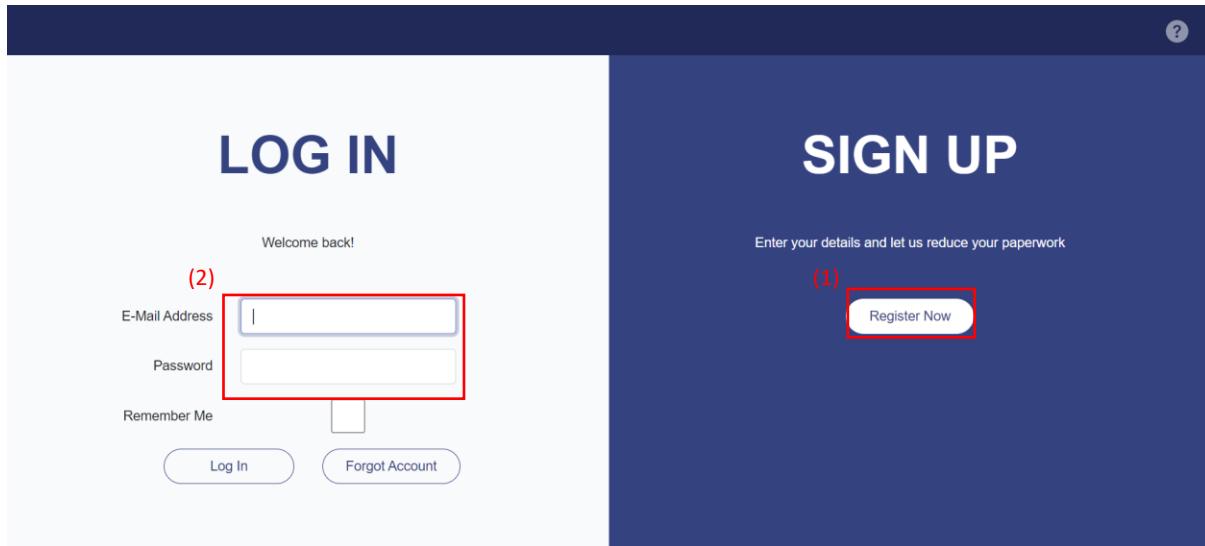 ?
LOG IN
Welcome back!
(2)
E-Mail Address
Password
Remember Me
Log In
Forgot Account
SIGN UP
Enter your details and let us reduce your paperwork
(1)
Register Now